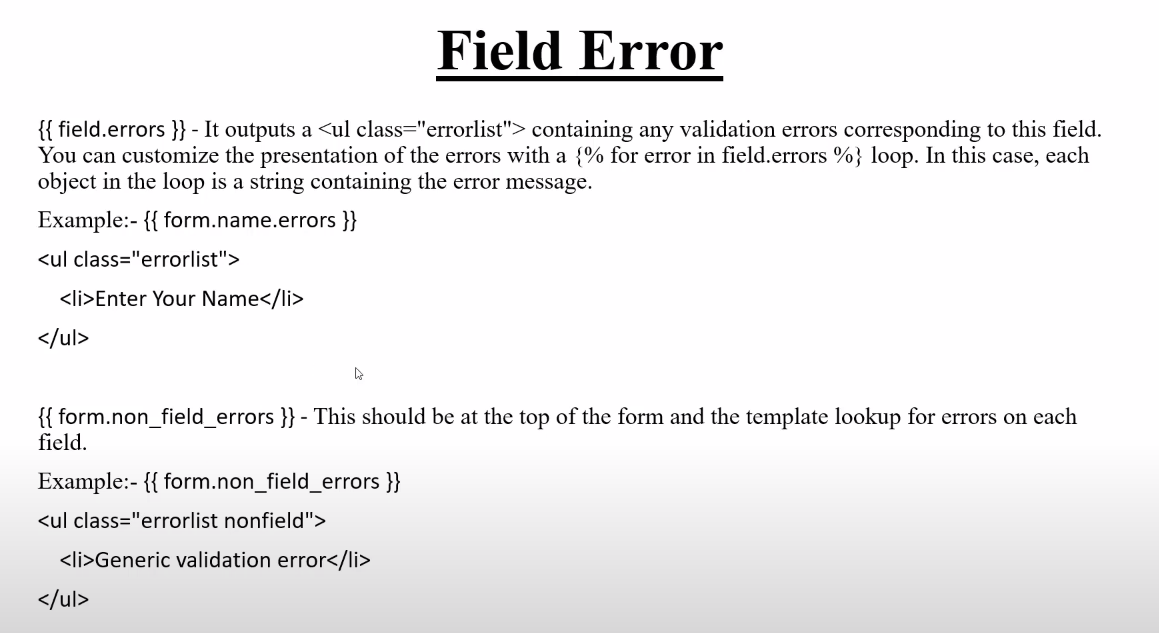 Field Error
{{ field.errors }} - It outputs a <ul class="errorlist"> containing any validation errors corresponding to this field.
You can customize the presentation of the errors with a {% for error in field.errors %} loop. In this case, each
object in the loop is a string containing the error message.
Example:- {{ form.name.errors }}
<ul class="errorlist">
<li>Enter Your Name</li>
</ul>
{{ form.non_field_errors }} - This should be at the top of the form and the template lookup for errors on each
field.
Example:- {{ form.non_field_errors }}
<ul class="errorlist nonfield">
<li>Generic validation error</li>
</ul>